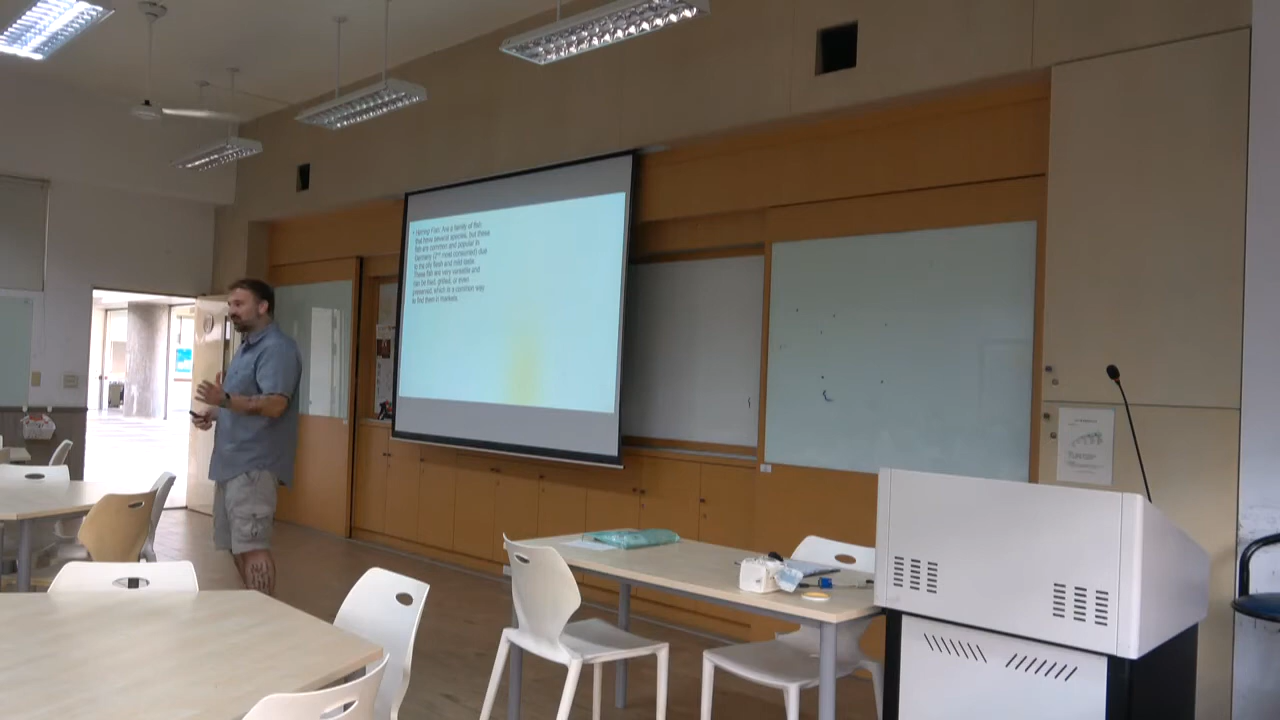 • Herring Fish: Are a family of fish
that have several species, but these
fish are common and popular in
Germany (2nd most consumed) due
to the oily flesh and mild taste.
These fish are very versatile and
can be fried, grilled, or even
preserved, which is a common way
to find them in markets.